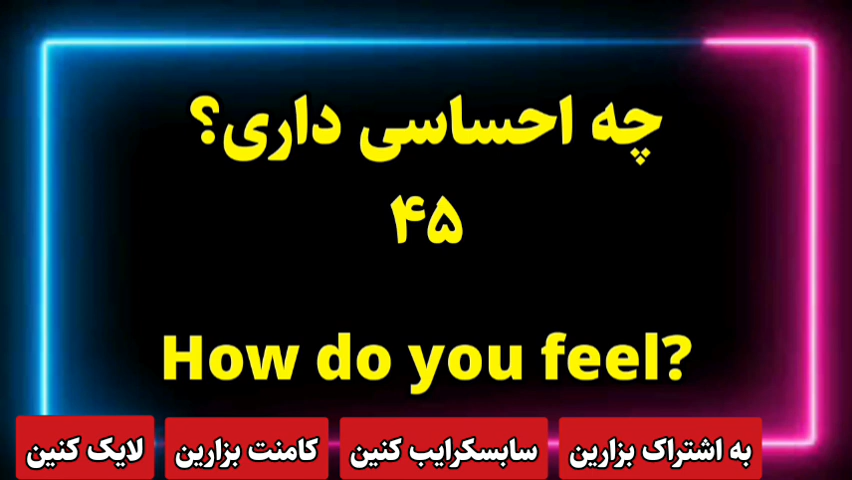 چه احساسی داری؟
۴۵
How do you feel?
به اشتراک بزارین سابسکرایب کنین کامنت بزارین لایک کنین